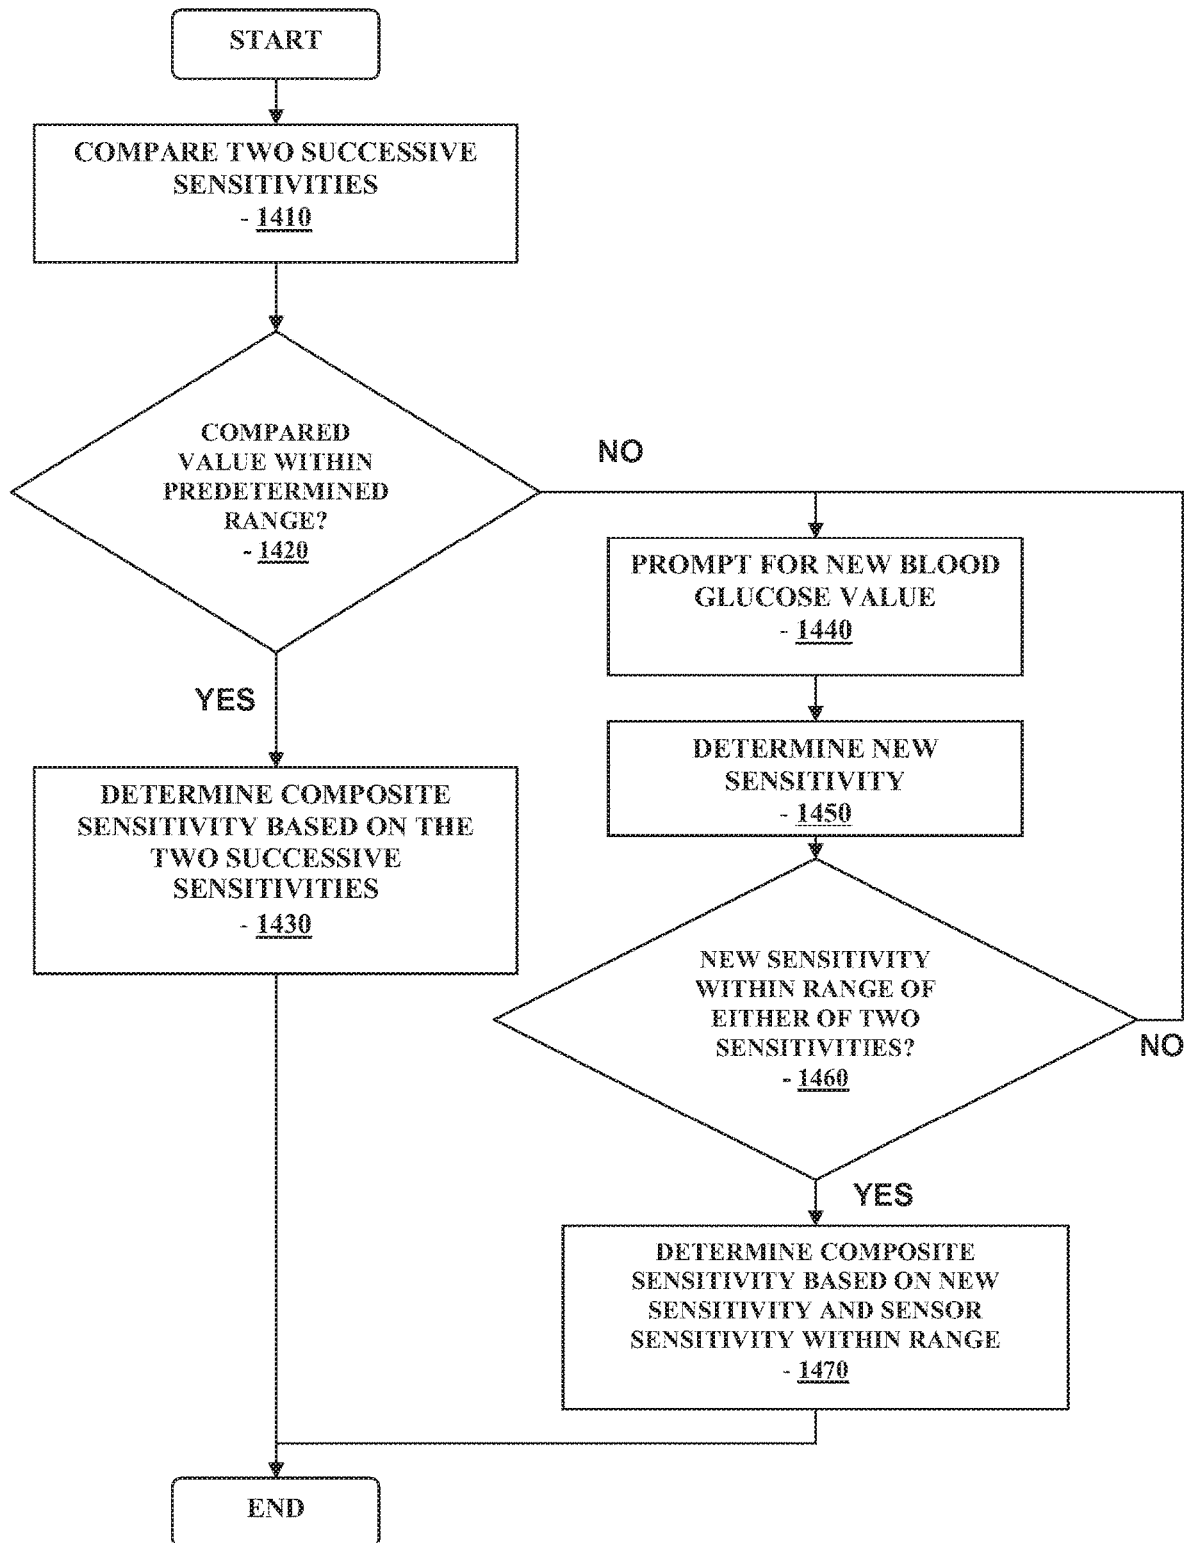 START
COMPARE TWO SUCCESSIVE
SENSITIVITIES
- 1410
COMPARED
VALUE WITHIN
PREDETERMINED
RANGE?
- 1420
NO
YES
DETERMINE COMPOSITE
SENSITIVITY BASED ON THE
TWO SUCCESSIVE
SENSITIVITIES
- 1430
PROMPT FOR NEW BLOOD
GLUCOSE VALUE
- 1440
DETERMINE NEW
SENSITIVITY
- 1450
NEW SENSITIVITY
WITHIN RANGE OF
EITHER OF TWO
SENSITIVITIES?
- 1460
NO
YES
DETERMINE COMPOSITE
SENSITIVITY BASED ON NEW
SENSITIVITY AND SENSOR
SENSITIVITY WITHIN RANGE
- 1470
END